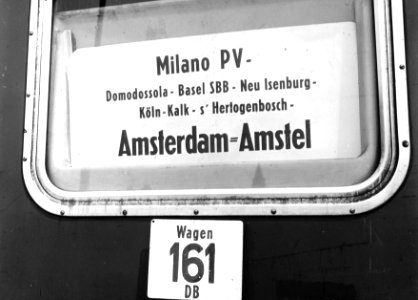 Milano PV-
Domodossola - Basel SBB - Neu Isenburg-
Köln-Kalk - s' Hertogenbosch-
Amsterdam-Amstel
Wagen
161
DB